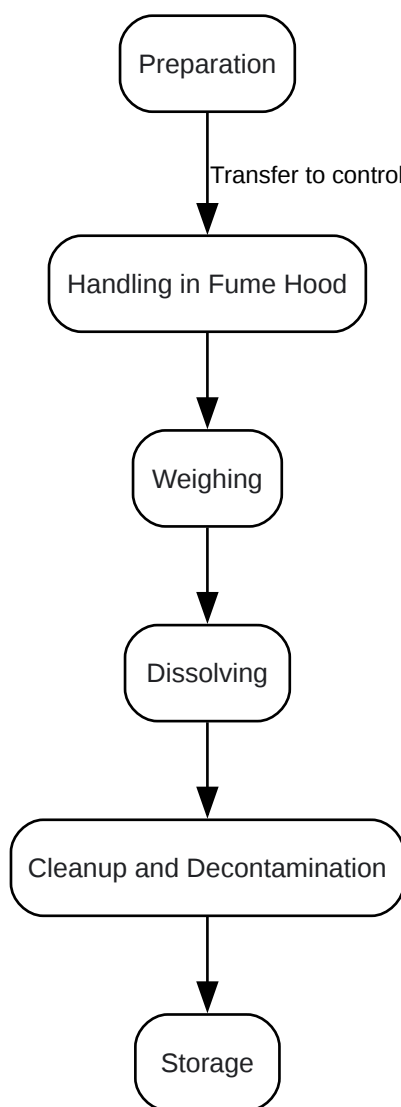 Preparation
Transfer to control
Handling in Fume Hood
Weighing
Dissolving
Cleanup and Decontamination
Storage